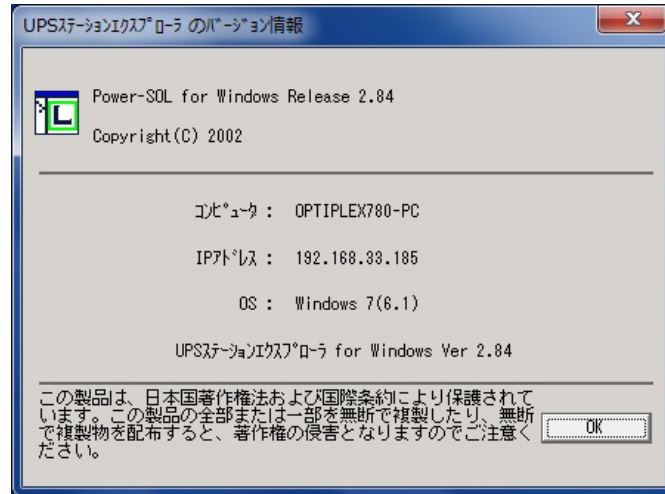 UPSｽﾃｰｼｮﾝｴｸｽﾌﾟﾛｰﾗ のﾊﾞｰｼﾞｮﾝ情報
Power-SOL for Windows Release 2.84
Copyright(C) 2002
ｺﾝﾋﾟｭｰﾀ : OPTIPLEX780-PC
IPｱﾄﾞﾚｽ : 192.168.33.185
OS : Windows 7(6.1)
UPSｽﾃｰｼｮﾝｴｸｽﾌﾟﾛｰﾗ for Windows Ver 2.84
この製品は、日本国著作権法および国際条約により保護されて
います。この製品の全部または一部を無断で複製したり、無断
で複製物を配布すると、著作権の侵害となりますのでご注意く
ださい。
OK